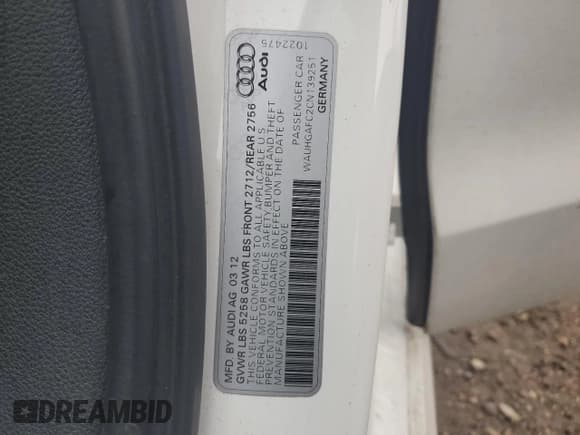 MFD. BY AUDI AG 03 12
GVWR LBS 5258 GAWR LBS FRONT 2712/REAR 2756
THIS VEHICLE CONFORMS TO ALL APPLICABLE U.S.
FEDERAL MOTOR VEHICLE SAFETY BUMPER AND THEFT
PREVENTION STANDARDS IN EFFECT ON THE DATE OF
MANUFACTURE SHOWN ABOVE
PASSENGER CAR
WAUHGAFC2CN139251
GERMANY
Audi
1022475
DREAMBID